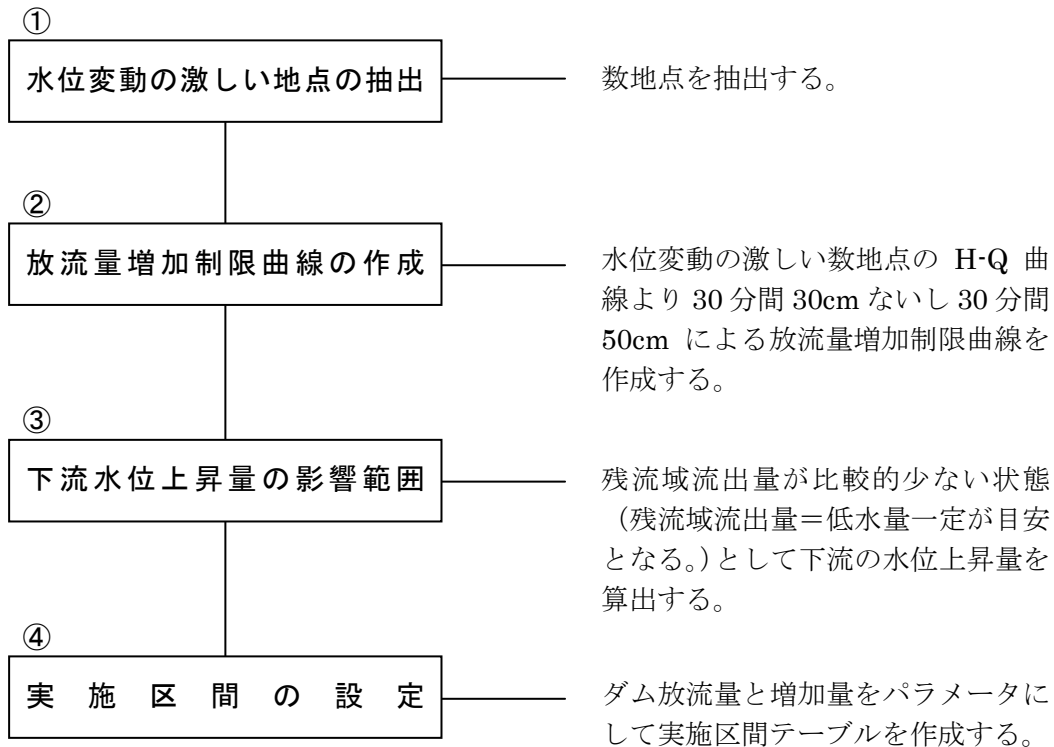 ①
水位変動の激しい地点の抽出
数地点を抽出する。
②
放流量増加制限曲線の作成
水位変動の激しい数地点の H-Q 曲
線より 30 分間 30cm ないし 30 分間
50cm による放流量増加制限曲線を
作成する。
③
下流水位上昇量の影響範囲
残流域流出量が比較的少ない状態
（残流域流出量＝低水量一定が目安
となる。）として下流の水位上昇量を
算出する。
④
実施区間の設定
ダム放流量と増加量をパラメータに
して実施区間テーブルを作成する。